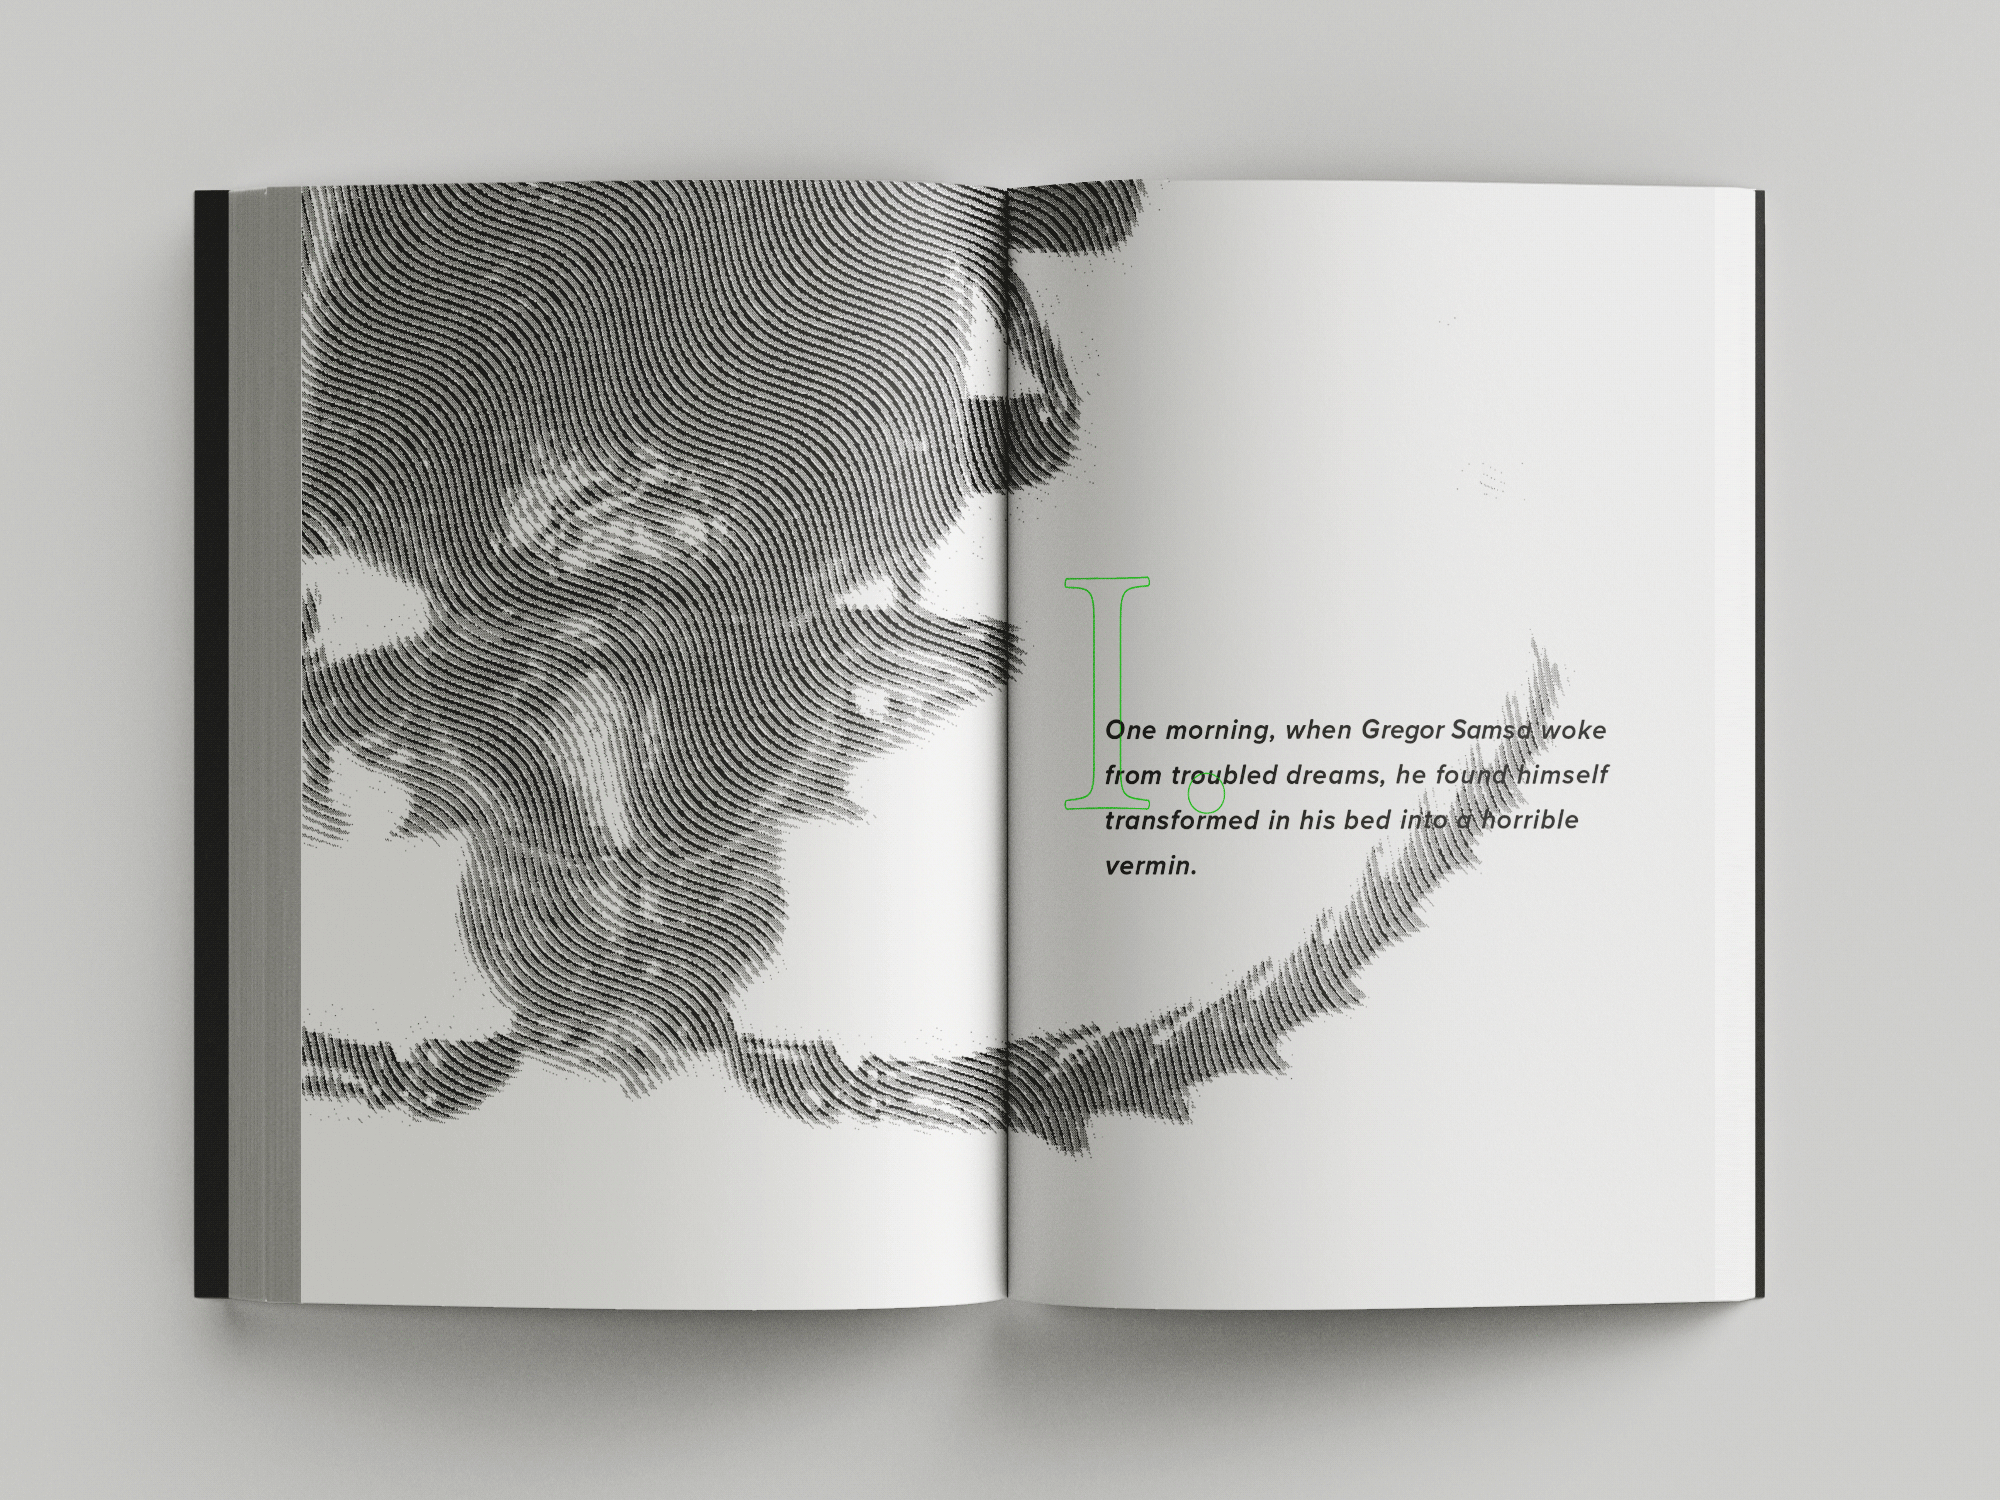 I.
One morning, when Gregor Samsa woke
from troubled dreams, he found himself
transformed in his bed into a horrible
vermin.